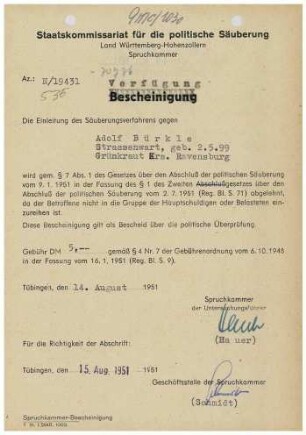 Staatskommissariat für die politische Säuberung
Land Württemberg-Hohenzollern
Spruchkammer
Az.: II/19431
Verfügung
Bescheinigung
Die Einleitung des Säuberungsverfahrens gegen
Adolf Bürkle
Strassenwart, geb. 2.5.99
Grünkraut Krs. Ravensburg
wird gem. § 7 Abs. 1 des Gesetzes über den Abschluß der politischen Säuberung
vom 9. 1. 1951 in der Fassung des § 1 des Zweiten Abschlußgesetzes über den
Abschluß der politischen Säuberung vom 2. 7. 1951 (Reg. Bl. S. 71) abgelehnt,
da der Betroffene nicht in die Gruppe der Hauptschuldigen oder Belasteten einzureihen ist.
Diese Bescheinigung gilt als Bescheid über die politische Überprüfung.
Gebühr DM 5,-- gemäß § 4 Nr. 7 der Gebührenordnung vom 6. 10. 1948
in der Fassung vom 16. 1. 1951 (Reg. Bl. S. 9).
Tübingen, den 14. August 1951
Spruchkammer
der Untersuchungsführer:
(Hauer)
Für die Richtigkeit der Abschrift:
Tübingen, den 15. Aug. 1951
Geschäftsstelle der Spruchkammer
(Schmidt)
Spruchkammer-Bescheinigung